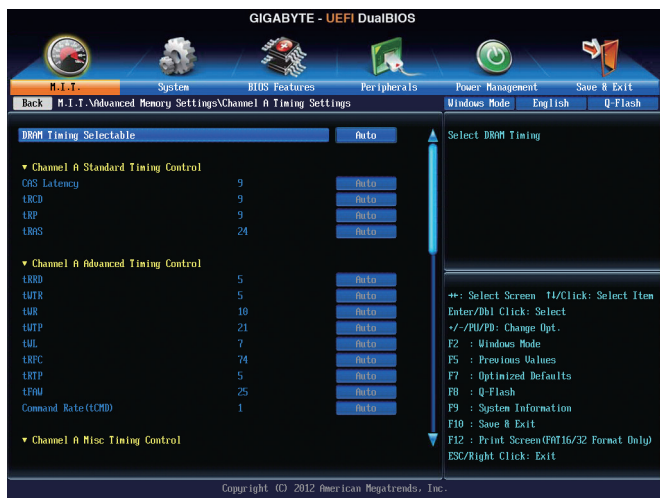 GIGABYTE - UEFI DualBIOS
M.I.T.
System
BIOS Features
Peripherals
Power Management
Save & Exit
Back M.I.T.\Advanced Memory Settings\Channel A Timing Settings
Windows Mode English Q-Flash
DRAM Timing Selectable Auto
▼ Channel A Standard Timing Control
CAS Latency 9 Auto
tRCD 9 Auto
tRP 9 Auto
tRAS 24 Auto
▼ Channel A Advanced Timing Control
tRRD 5 Auto
tWTR 5 Auto
tWR 10 Auto
tWTP 21 Auto
tWL 7 Auto
tRFC 74 Auto
tRTP 5 Auto
tFAW 25 Auto
Command Rate(tCMD) 1 Auto
▼ Channel A Misc Timing Control
Select DRAM Timing
→←: Select Screen ↑↓/Click: Select Item
Enter/Dbl Click: Select
+/-/PU/PD: Change Opt.
F2 : Windows Mode
F5 : Previous Values
F7 : Optimized Defaults
F8 : Q-Flash
F9 : System Information
F10 : Save & Exit
F12 : Print Screen(FAT16/32 Format Only)
ESC/Right Click: Exit
Copyright (C) 2012 American Megatrends, Inc.